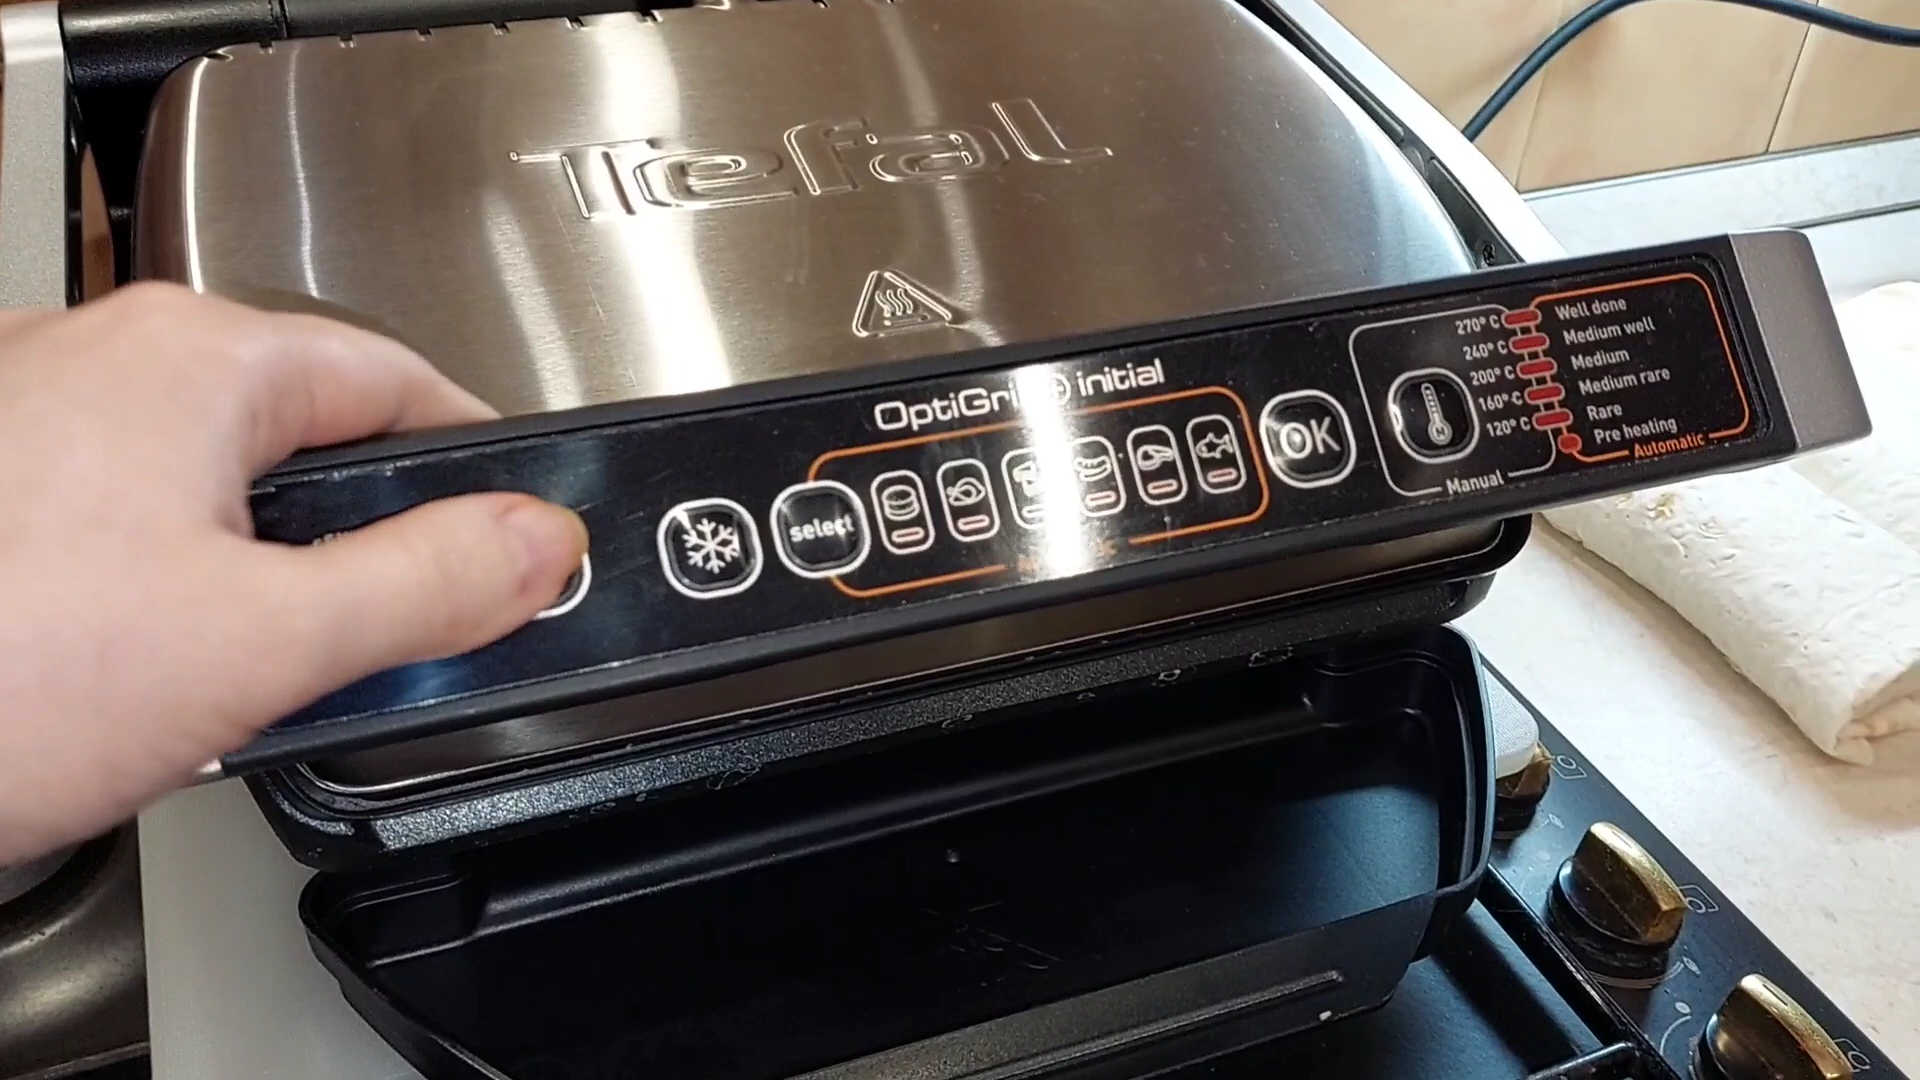 Tefal
OptiGrill initial
select
OK
270° C
240° C
200° C
160° C
120° C
Manual
Well done
Medium well
Medium
Medium rare
Rare
Pre heating
Automatic